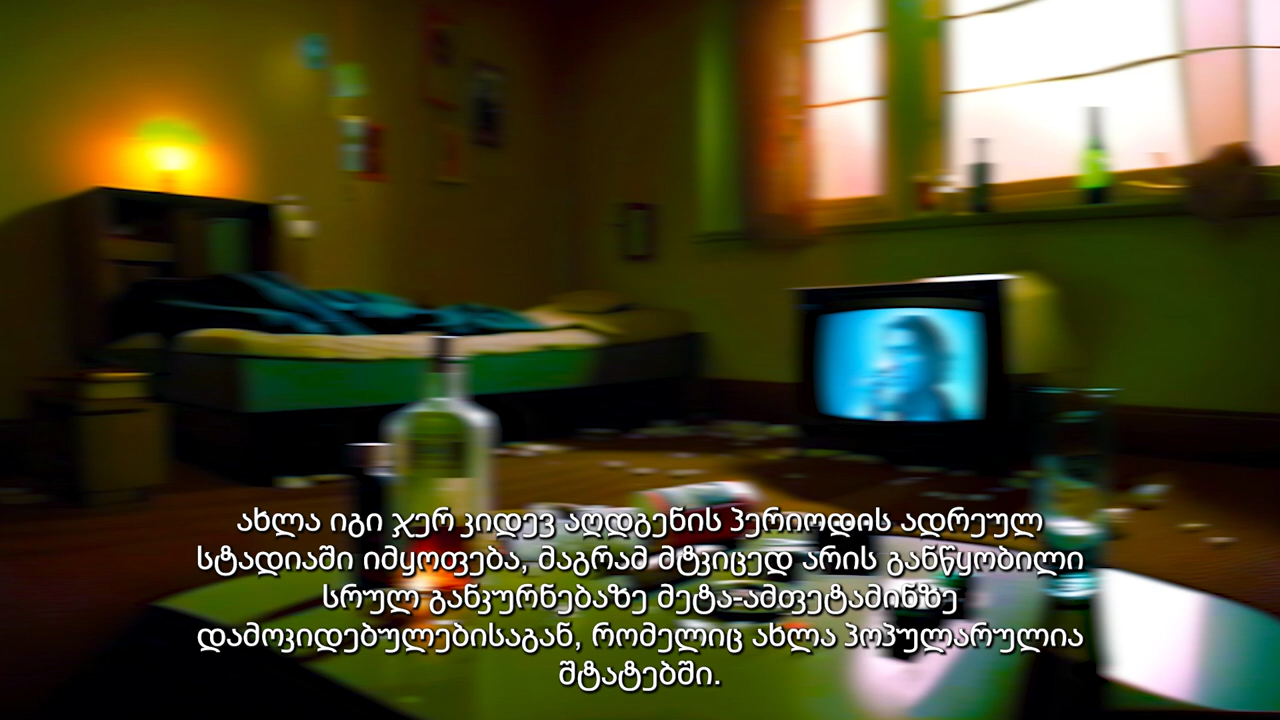 ახლა იგი ჯერ კიდევ აღდგენის პერიოდის ადრეულ
სტადიაში იმყოფება, მაგრამ მტკიცედ არის განწყობილი
სრულ განკურნებაზე მეტა-ამფეტამინზე
დამოკიდებულებისაგან, რომელიც ახლა პოპულარულია
შტატებში.